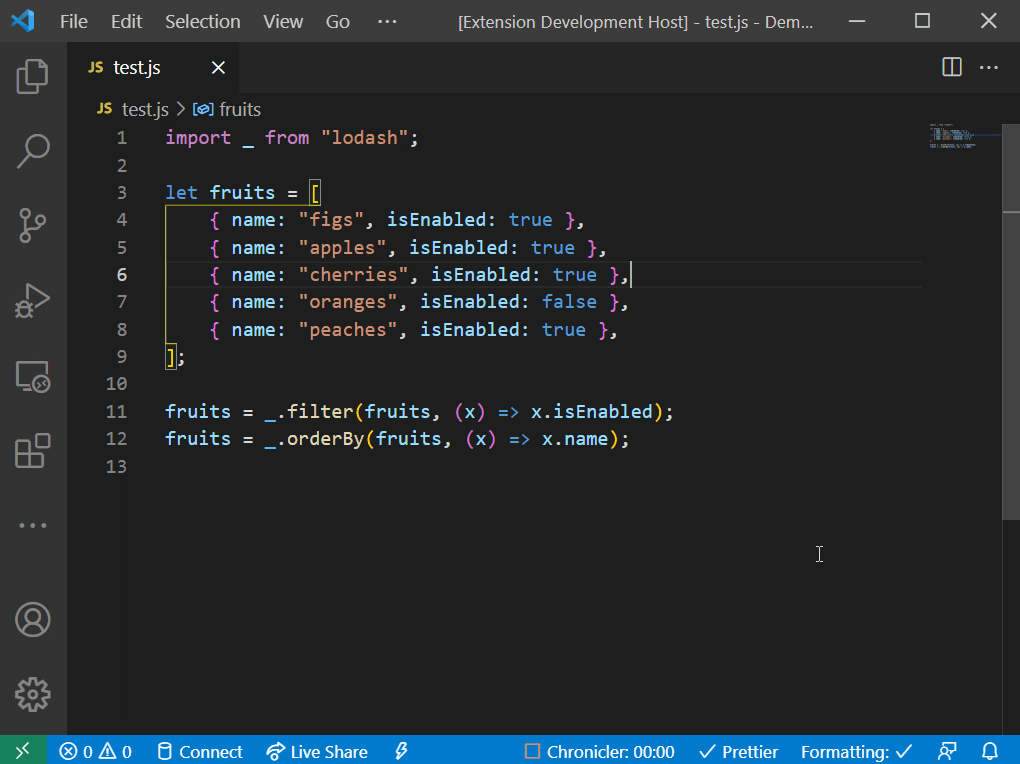 File Edit Selection View Go ··· [Extension Development Host] - test.js - Dem...
JS test.js
JS test.js > fruits
1 import _ from "lodash";
2
3 let fruits = [
4 { name: "figs", isEnabled: true },
5 { name: "apples", isEnabled: true },
6 { name: "cherries", isEnabled: true },
7 { name: "oranges", isEnabled: false },
8 { name: "peaches", isEnabled: true },
9 ];
10
11 fruits = _.filter(fruits, (x) => x.isEnabled);
12 fruits = _.orderBy(fruits, (x) => x.name);
13
0 0 Connect Live Share Chronicler: 00:00 Prettier Formatting: